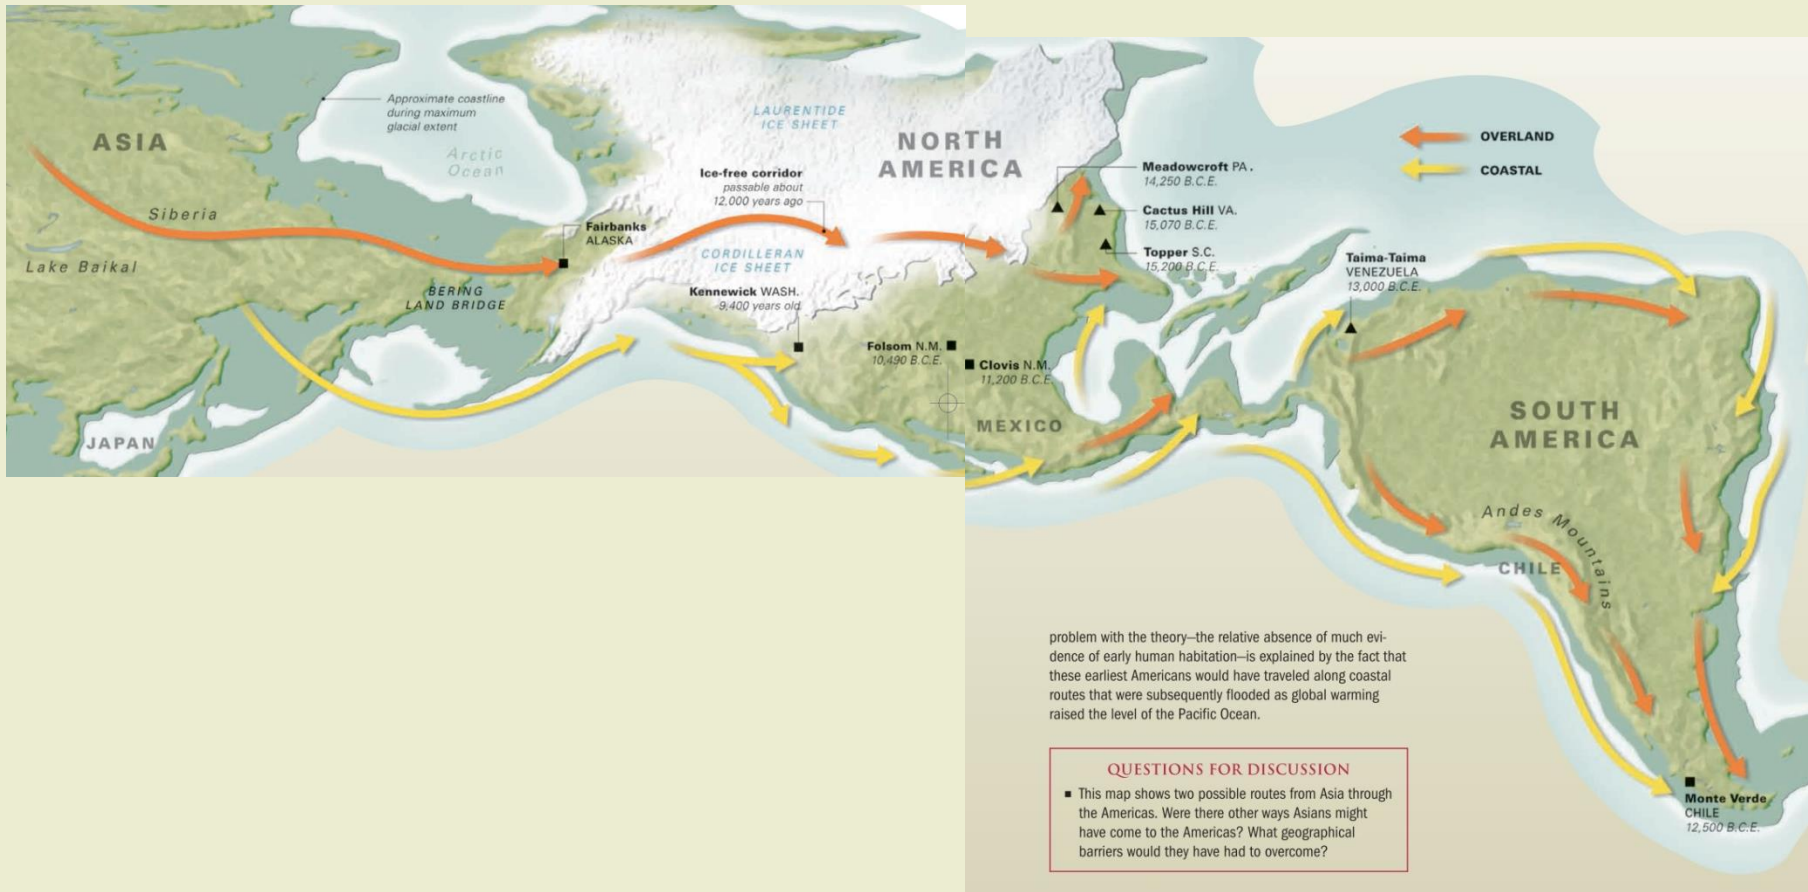 ASIA
Siberia
Lake Baikal
JAPAN
Approximate coastline
during maximum
glacial extent
Arctic
Ocean
BERING
LAND BRIDGE
Fairbanks
ALASKA
LAURENTIDE
ICE SHEET
NORTH
AMERICA
Ice-free corridor
passable about
12,000 years ago
CORDILLERAN
ICE SHEET
Kennewick WASH.
9,400 years old
Folsom N.M.
10,490 B.C.E.
Clovis N.M.
11,200 B.C.E.
MEXICO
Meadowcroft PA.
14,250 B.C.E.
Cactus Hill VA.
15,070 B.C.E.
Topper S.C.
15,200 B.C.E.
Taima-Taima
VENEZUELA
13,000 B.C.E.
OVERLAND
COASTAL
SOUTH
AMERICA
Andes Mountains
CHILE
Monte Verde
CHILE
12,500 B.C.E.
problem with the theory—the relative absence of much evi-
dence of early human habitation—is explained by the fact that
these earliest Americans would have traveled along coastal
routes that were subsequently flooded as global warming
raised the level of the Pacific Ocean.
QUESTIONS FOR DISCUSSION
■ This map shows two possible routes from Asia through
the Americas. Were there other ways Asians might
have come to the Americas? What geographical
barriers would they have had to overcome?